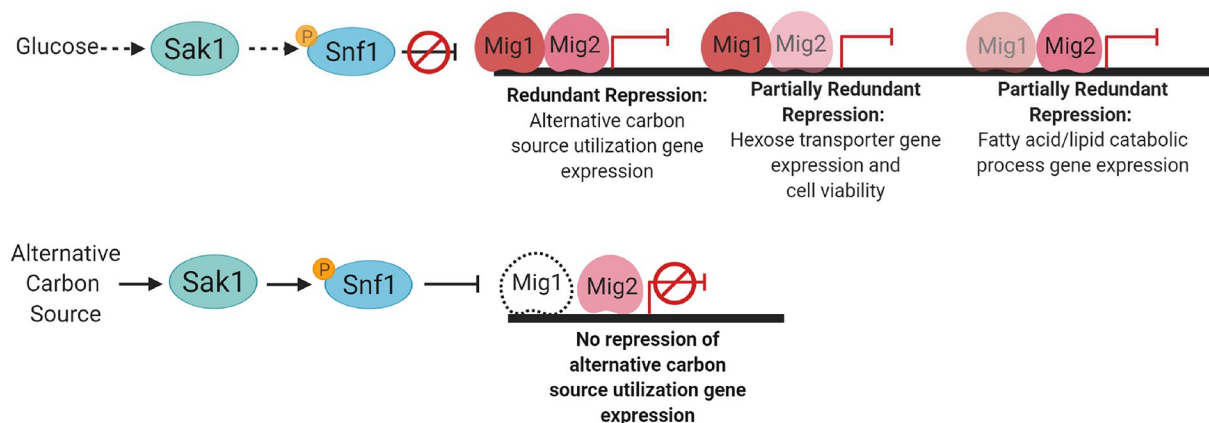 Glucose
Sak1
P
Snf1
Mig1
Mig2
Mig1
Mig2
Mig1
Mig2
Redundant Repression:
Alternative carbon
source utilization gene
expression
Partially Redundant
Repression:
Hexose transporter gene
expression and
cell viability
Partially Redundant
Repression:
Fatty acid/lipid catabolic
process gene expression
Alternative
Carbon
Source
Sak1
P
Snf1
Mig1
Mig2
No repression of
alternative carbon
source utilization gene
expression